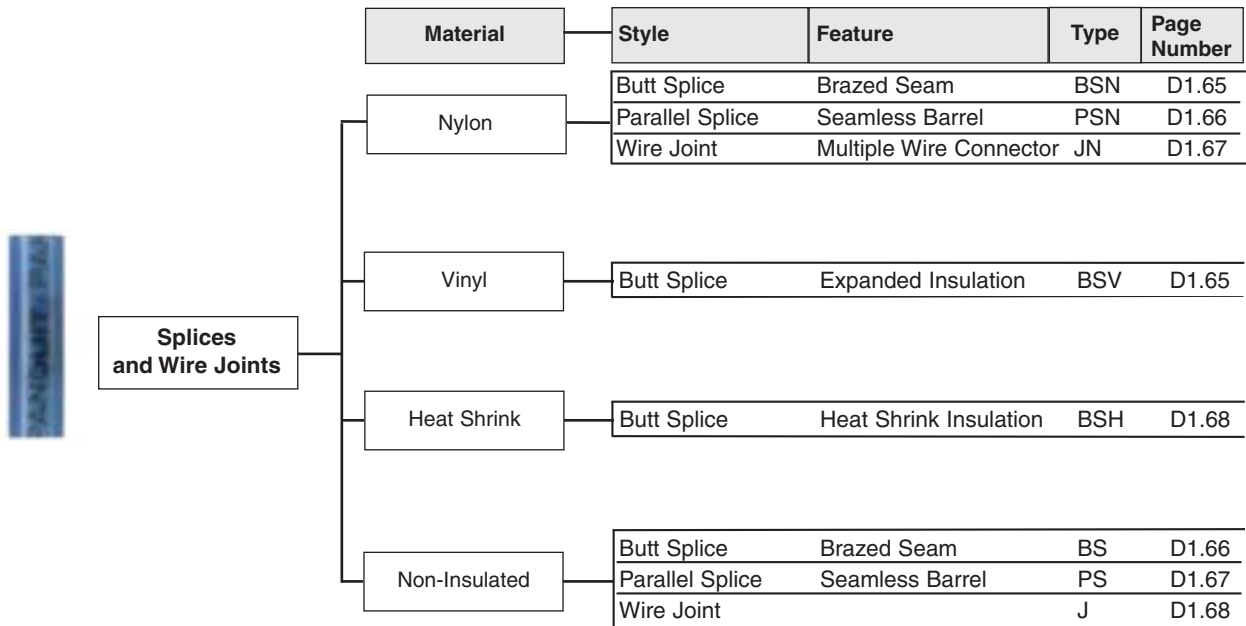 Material Style Feature Type Page Number
Nylon
Butt Splice Brazed Seam BSN D1.65
Parallel Splice Seamless Barrel PSN D1.66
Wire Joint Multiple Wire Connector JN D1.67
Vinyl
Butt Splice Expanded Insulation BSV D1.65
PANDUIT
Splices
and Wire Joints
Heat Shrink
Butt Splice Heat Shrink Insulation BSH D1.68
Non-Insulated
Butt Splice Brazed Seam BS D1.66
Parallel Splice Seamless Barrel PS D1.67
Wire Joint J D1.68